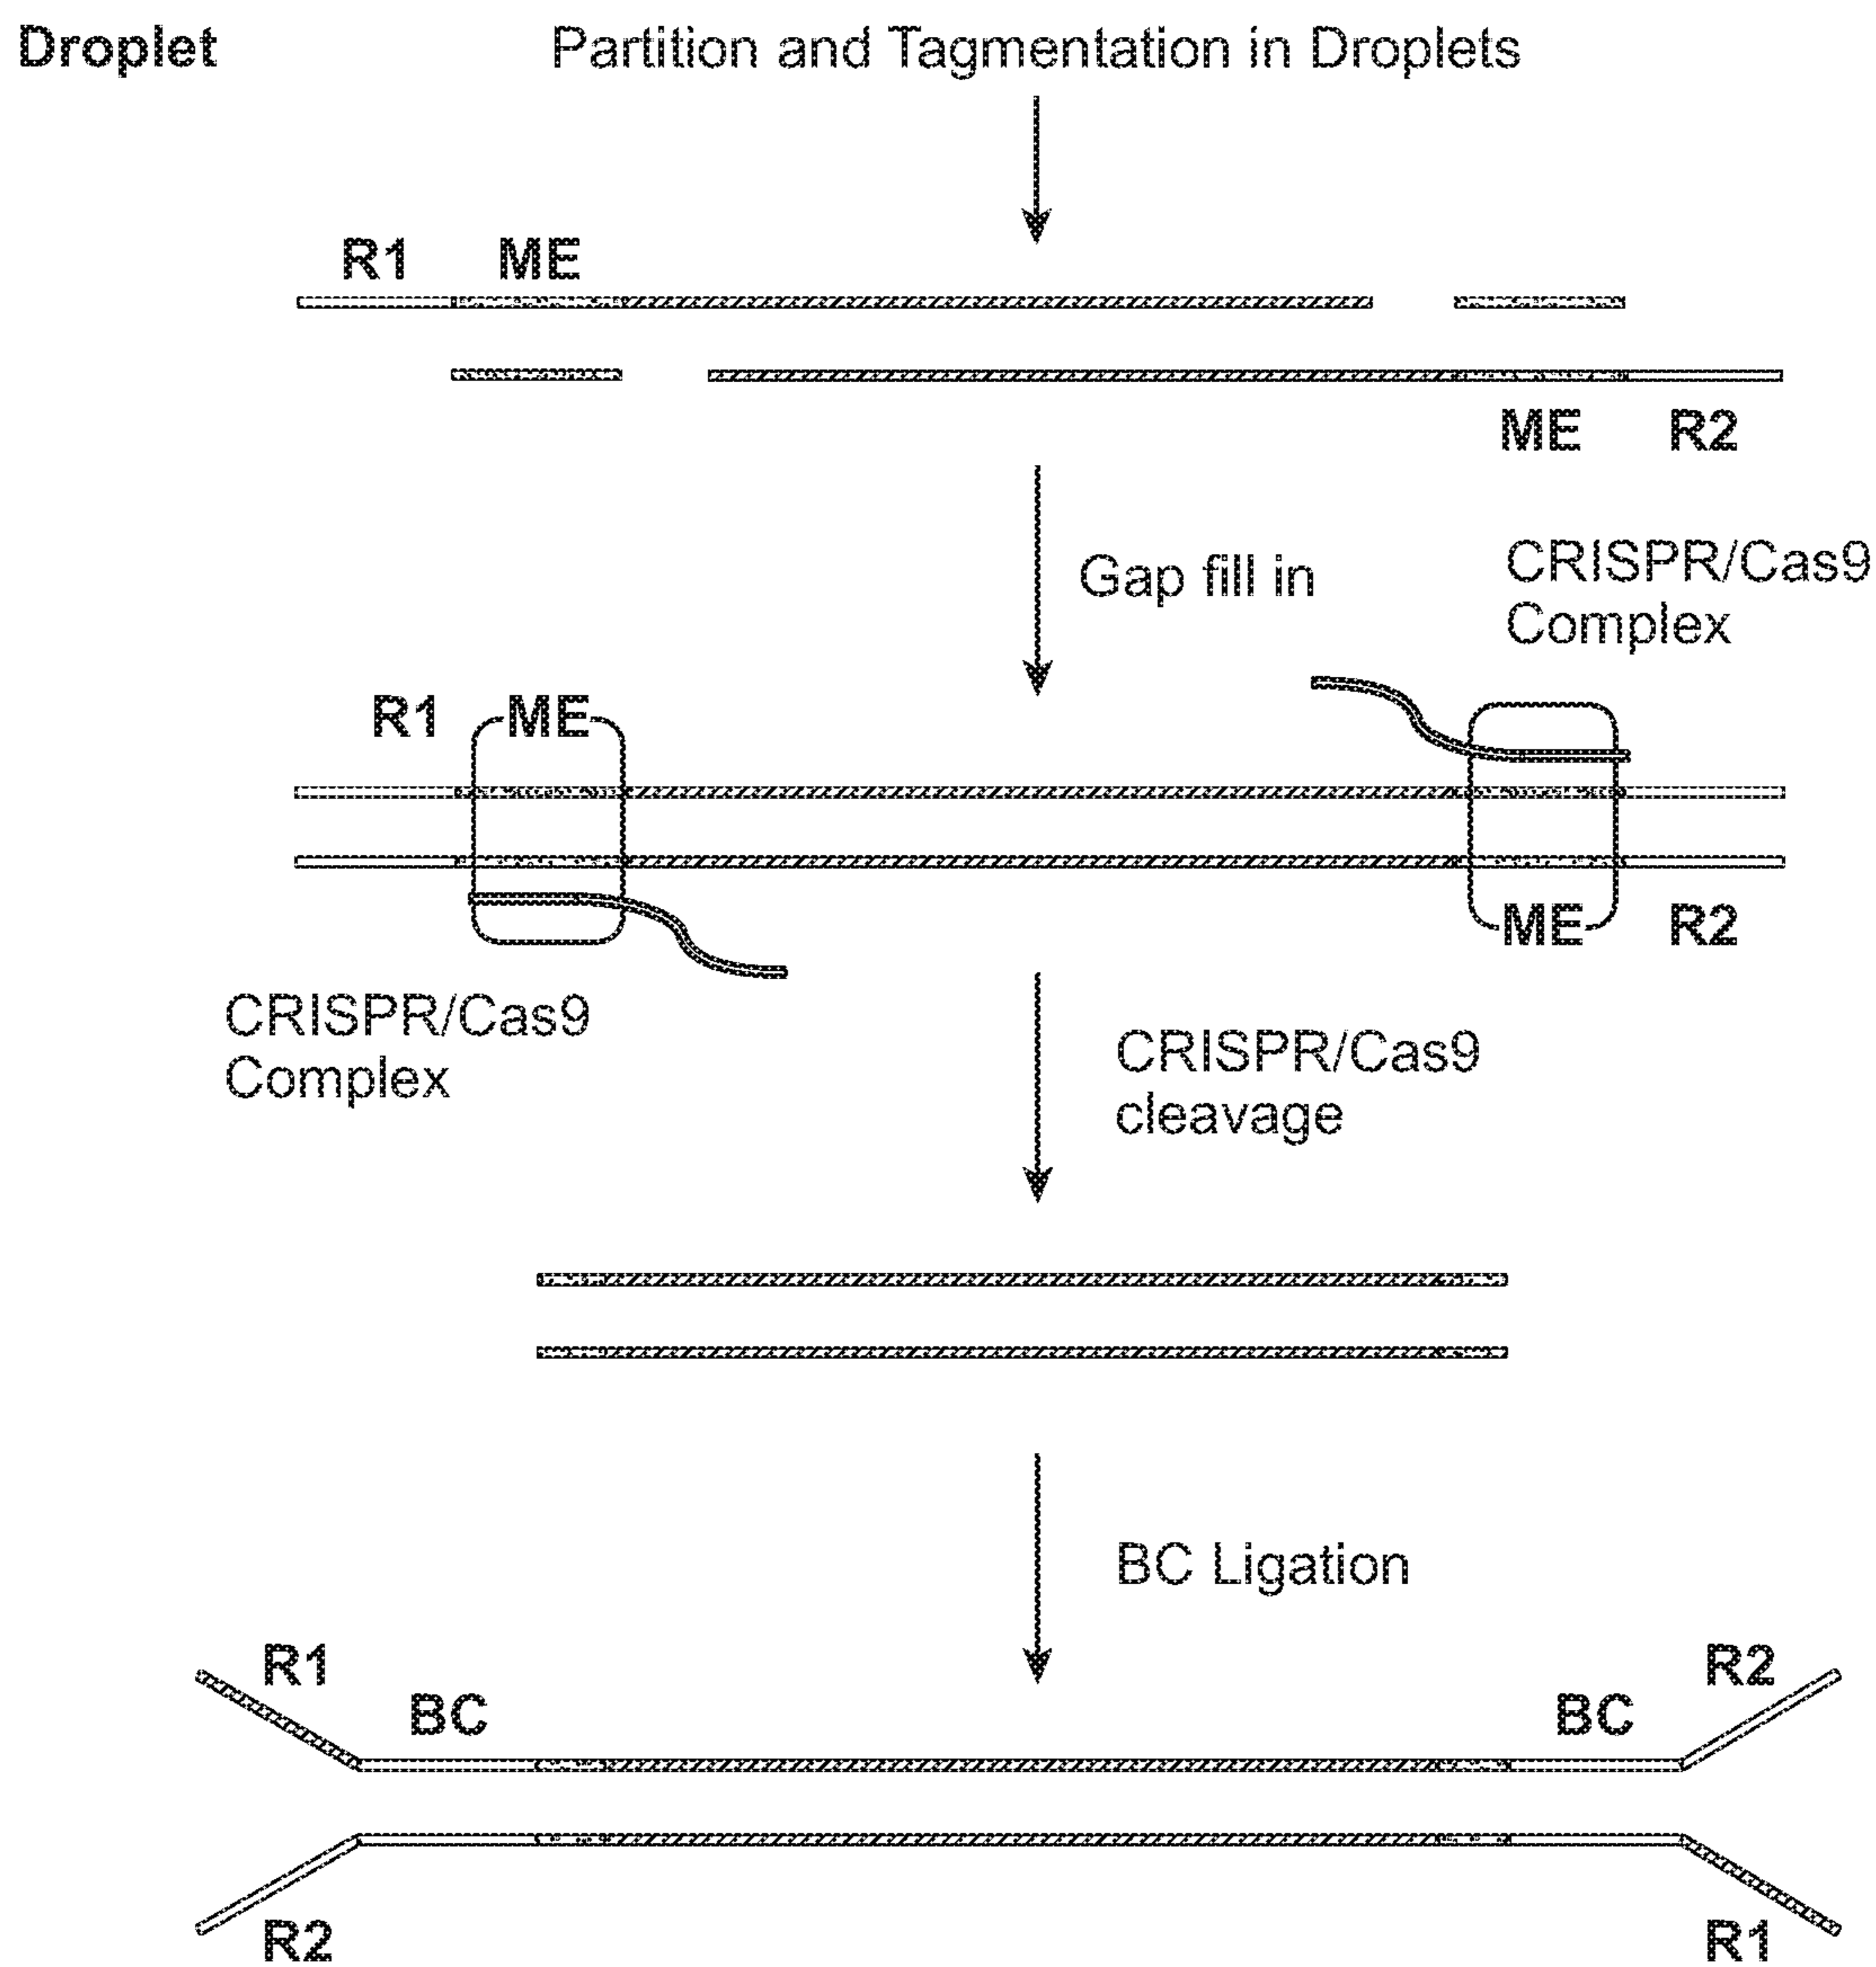 Droplet
Partition and Tagmentation in Droplets
R1 ME
ME R2
Gap fill in
CRISPR/Cas9
Complex
R1 ME
ME R2
CRISPR/Cas9
Complex
CRISPR/Cas9
cleavage
BC Ligation
R1
R2
BC
BC
R2
R1